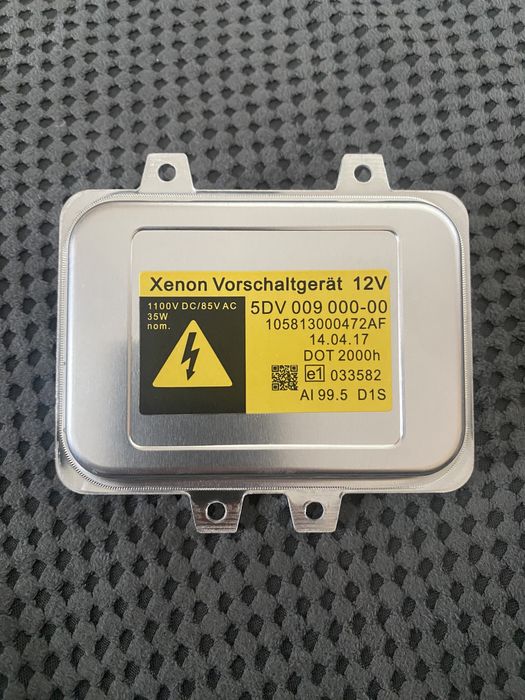 Xenon Vorschaltgerät 12V
1100V DC/85V AC
35W
nom.
5DV 009 000-00
105813000472AF
14.04.17
DOT 2000h
e1 033582
AI 99.5 D1S